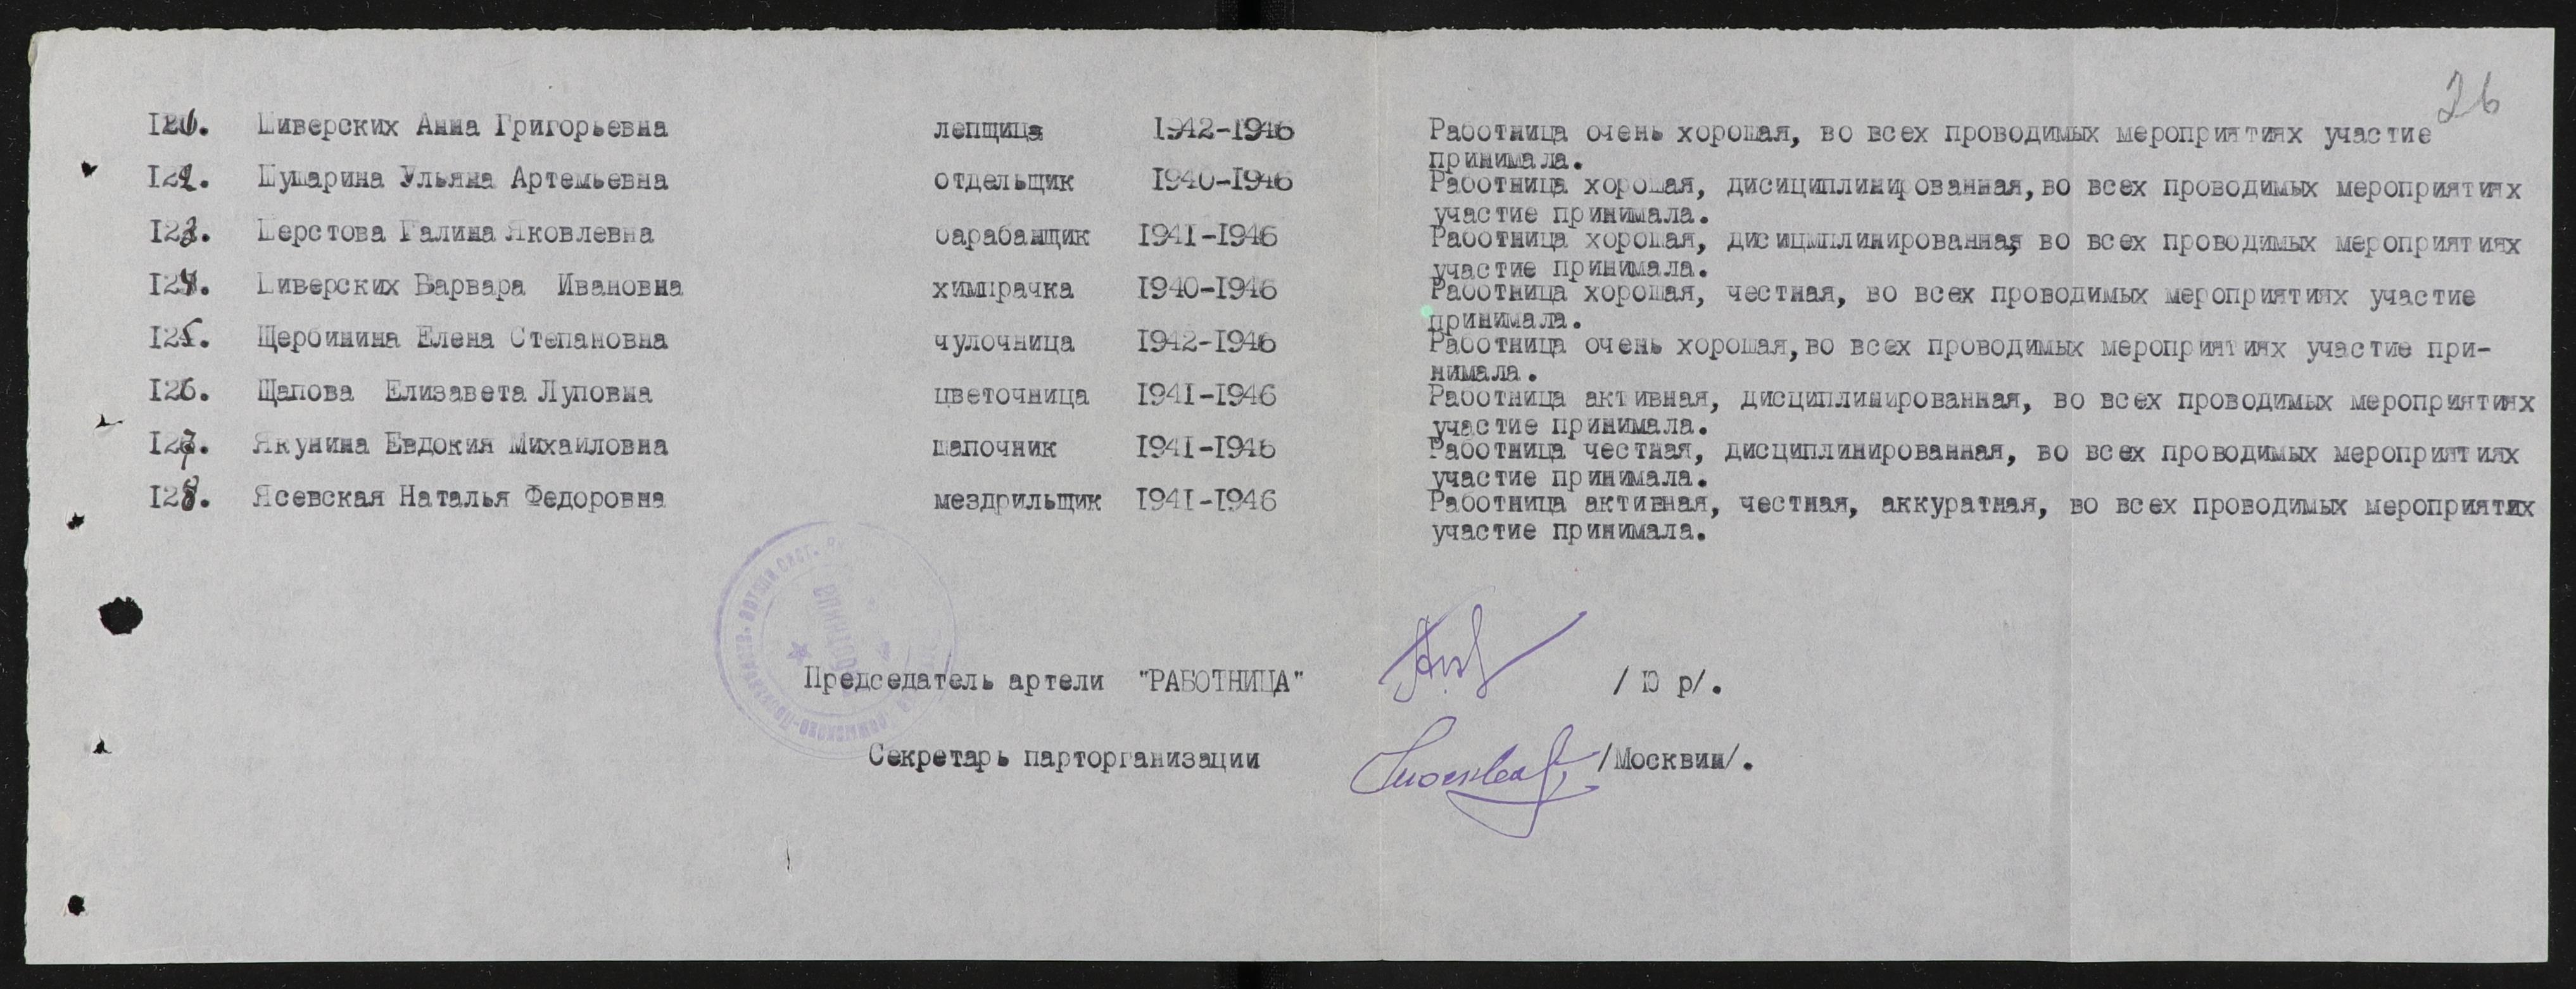 26
121. Шиверских Анна Григорьевна лепщица 1942-1946 Работница очень хорошая, во всех проводимых мероприятиях участие
принимала.
122. Шушарина Ульяна Артемьевна отдельщик 1940-1946 Работница хорошая, дисициплинированная, во всех проводимых мероприятиях
участие принимала.
123. Шерстова Галина Яковлевна барабанщик 1941-1946 Работница хорошая, дисицмплинированная, во всех проводимых мероприятиях
участие принимала.
124. Шиверских Варвара Ивановна химпрачка 1940-1946 Работница хорошая, честная, во всех проводимых мероприятиях участие
принимала.
125. Щербинина Елена Степановна чулочница 1942-1946 Работница очень хорошая, во всех проводимых мероприятиях участие при-
нимала.
126. Щапова Елизавета Луповна цветочница 1941-1946 Работница активная, дисциплинированная, во всех проводимых мероприятиях
участие принимала.
127. Якунина Евдокия Михаиловна шапочник 1941-1946 Работница честная, дисциплинированная, во всех проводимых мероприятиях
участие принимала.
128. Ясевская Наталья Федоровна мездрильщик 1941-1946 Работница активная, честная, аккуратная, во всех проводимых мероприятях
участие принимала.
Председатель артели "РАБОТНИЦА" / Ю р/.
Секретарь парторганизации /Москвин/.